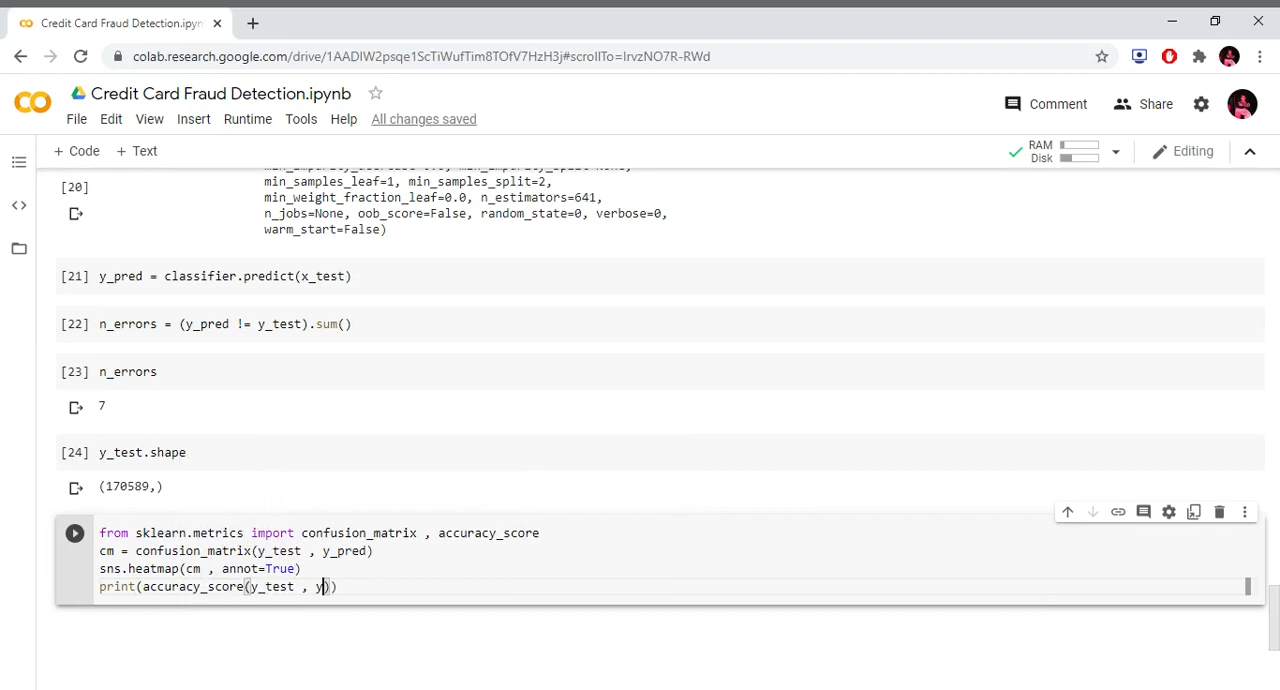 Credit Card Fraud Detection.ipyn
colab.research.google.com/drive/1AADIW2psqe1ScTiWufTim8TOfV7HzH3j#scrollTo=IrvzNO7R-RWd
Credit Card Fraud Detection.ipynb
Comment Share
File Edit View Insert Runtime Tools Help All changes saved
+ Code + Text
RAM
Disk
Editing
[20]
min_samples_leaf=1, min_samples_split=2,
min_weight_fraction_leaf=0.0, n_estimators=641,
n_jobs=None, oob_score=False, random_state=0, verbose=0,
warm_start=False)
[21] y_pred = classifier.predict(x_test)
[22] n_errors = (y_pred != y_test).sum()
[23] n_errors
7
[24] y_test.shape
(170589,)
from sklearn.metrics import confusion_matrix , accuracy_score
cm = confusion_matrix(y_test , y_pred)
sns.heatmap(cm , annot=True)
print(accuracy_score(y_test , y))